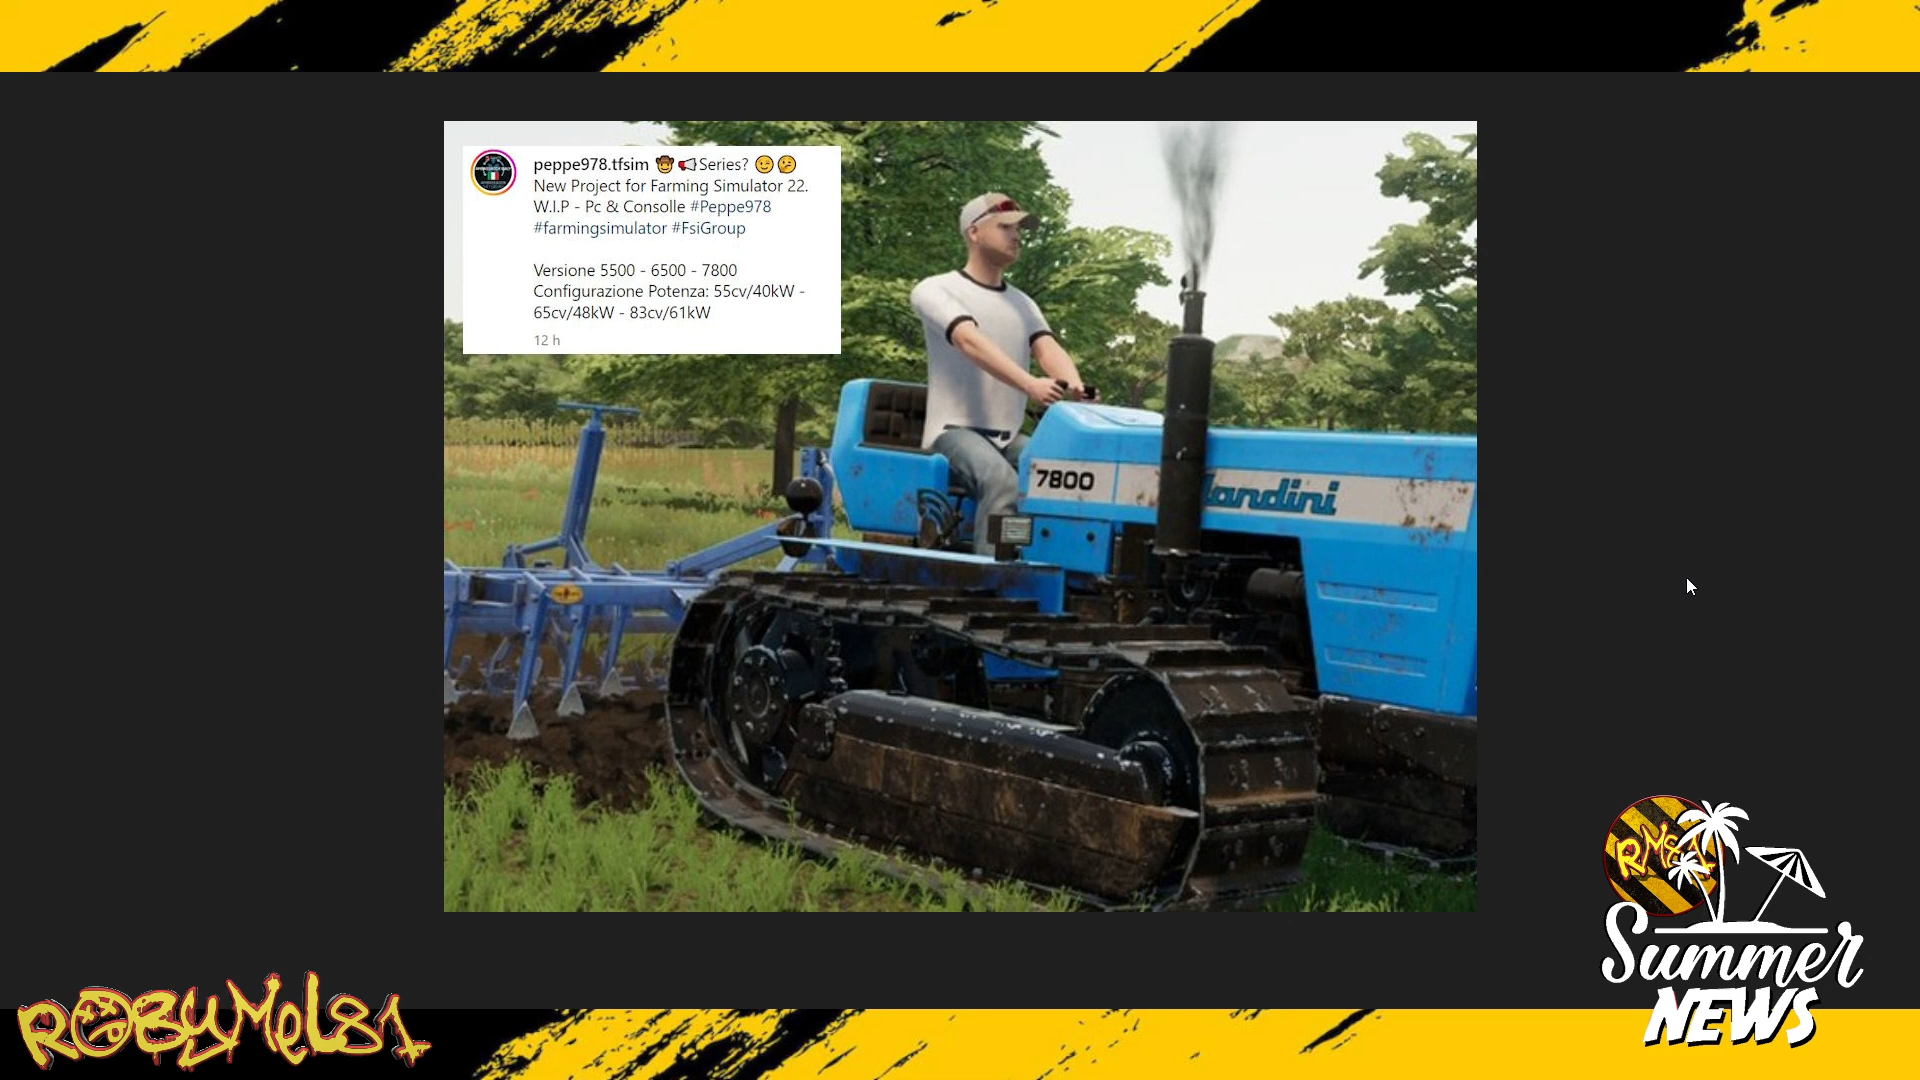 peppe978.tfsim 🤠📢Series? 😉🤔
New Project for Farming Simulator 22.
W.I.P - Pc & Consolle #Peppe978
#farmingsimulator #FsiGroup
Versione 5500 - 6500 - 7800
Configurazione Potenza: 55cv/40kW -
65cv/48kW - 83cv/61kW
12 h
7800
landini
RM81
Summer
NEWS
RobyMel81